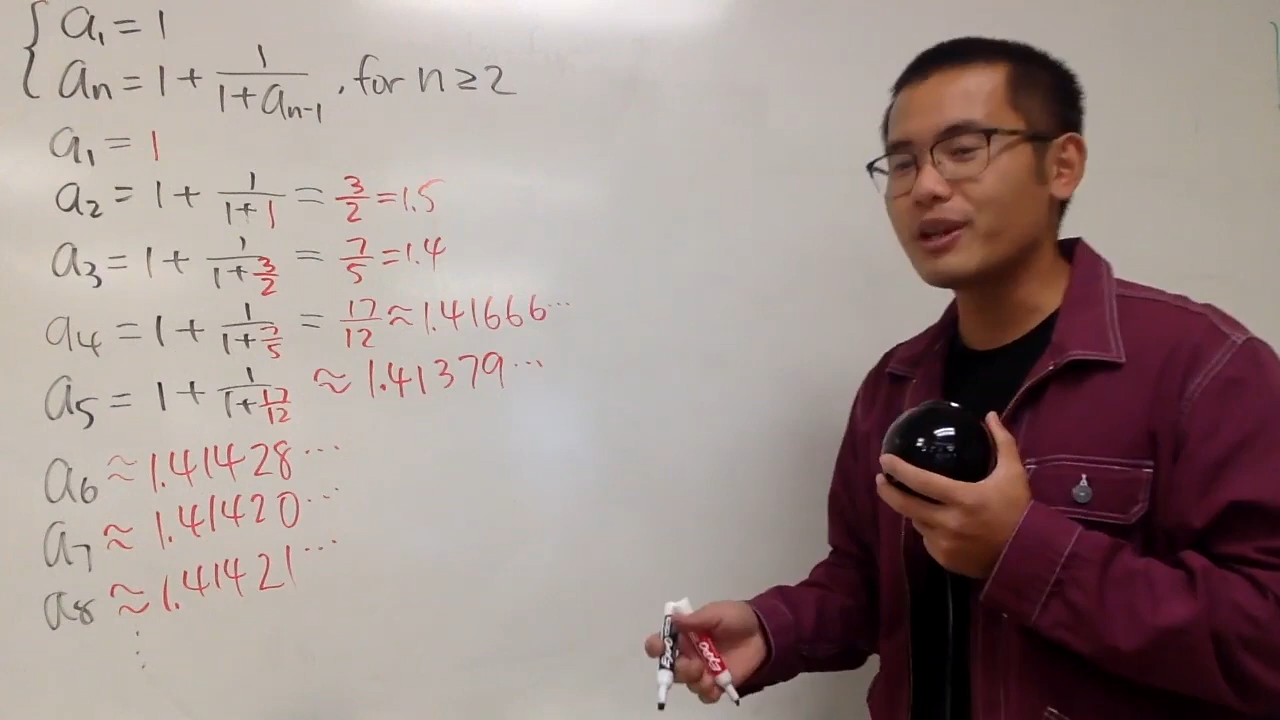 a₁ = 1
aₙ = 1 + 1/(1+aₙ₋₁), for n ≥ 2
a₁ = 1
a₂ = 1 + 1/(1+1) = 3/2 = 1.5
a₃ = 1 + 1/(1+3/2) = 7/5 = 1.4
a₄ = 1 + 1/(1+7/5) = 17/12 ≈ 1.41666...
a₅ = 1 + 1/(1+17/12) ≈ 1.41379...
a₆ ≈ 1.41428...
a₇ ≈ 1.41420...
a₈ ≈ 1.41421...
⋮
EXPO
EXPO